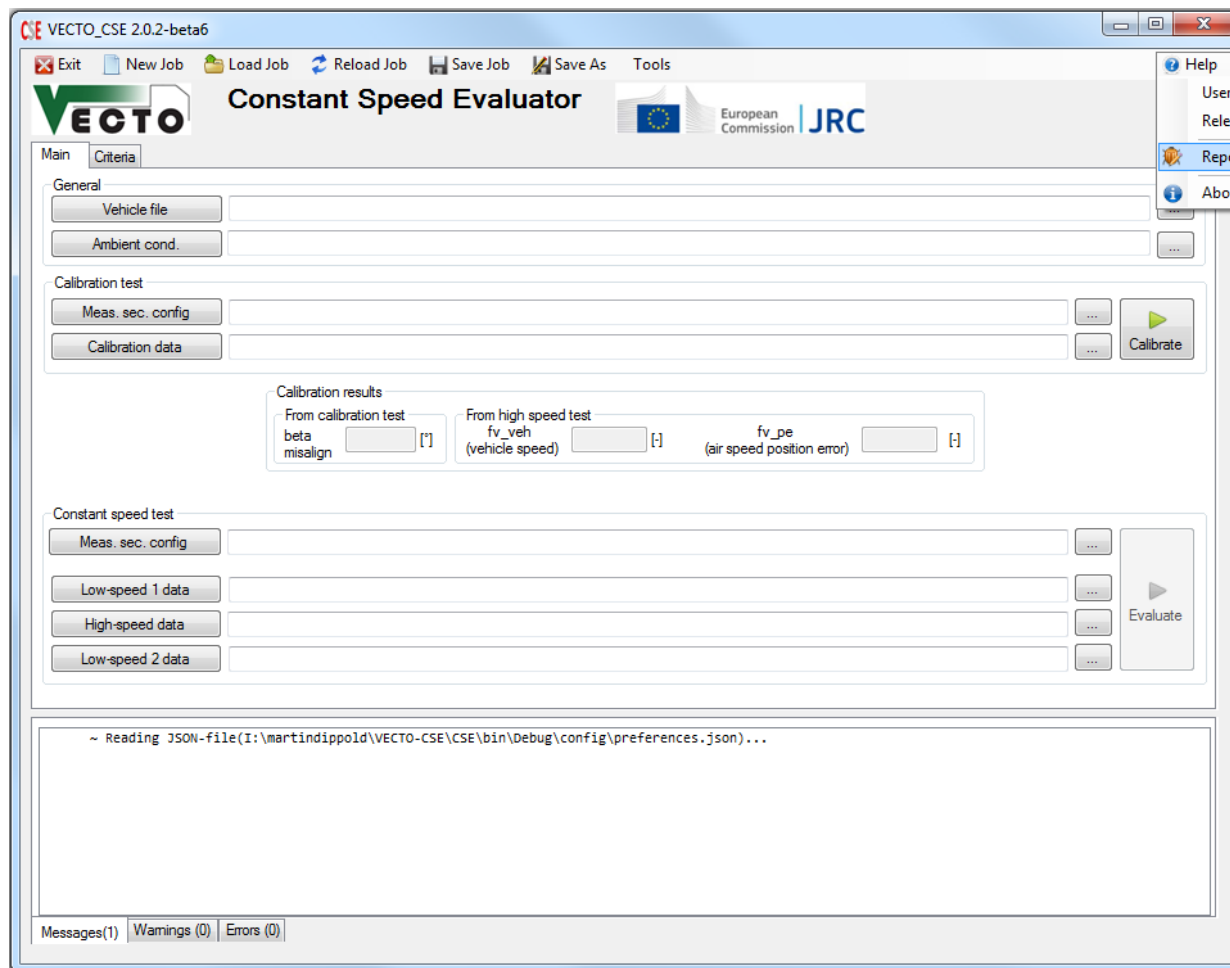 CSE VECTO_CSE 2.0.2-beta6
Exit New Job Load Job Reload Job Save Job Save As Tools Help
User
Rele
Repo
Abo
VECTO
Constant Speed Evaluator
European
Commission JRC
Main Criteria
General
Vehicle file ...
Ambient cond. ...
Calibration test
Meas. sec. config ...
Calibration data ...
Calibrate
Calibration results
From calibration test
beta
misalign [°]
From high speed test
fv_veh
(vehicle speed) [-]
fv_pe
(air speed position error) [-]
Constant speed test
Meas. sec. config ...
Low-speed 1 data ...
High-speed data ...
Low-speed 2 data ...
Evaluate
~ Reading JSON-file(I:\martindippold\VECTO-CSE\CSE\bin\Debug\config\preferences.json)...
Messages(1) Warnings (0) Errors (0)